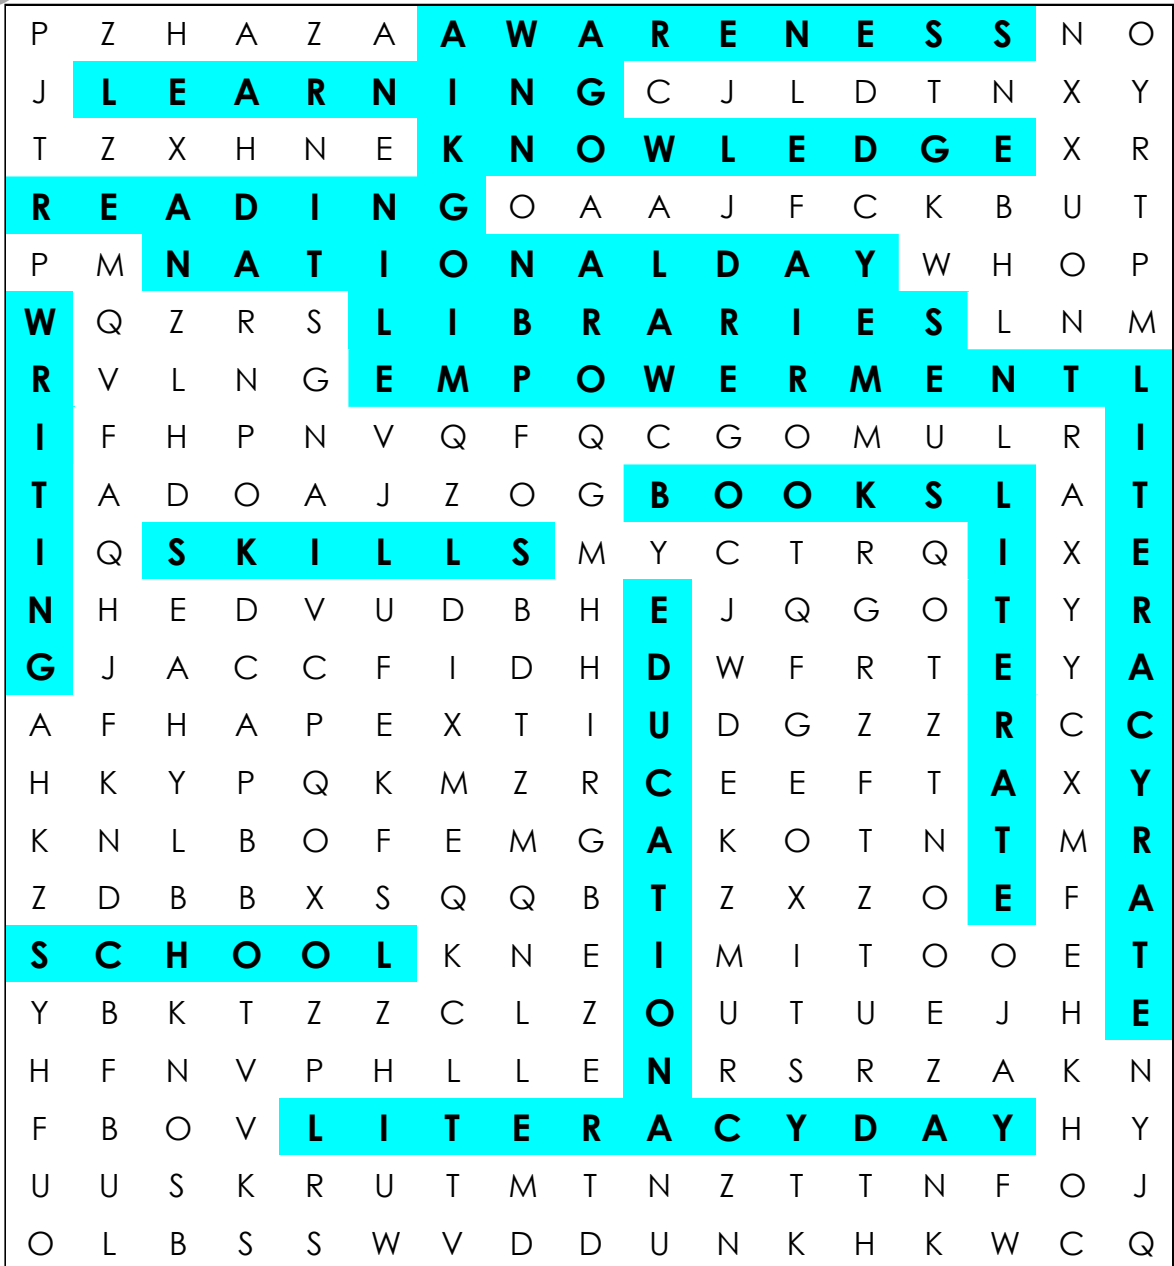 P Z H A Z A A W A R E N E S S N O
J L E A R N I N G C J L D T N X Y
T Z X H N E K N O W L E D G E X R
R E A D I N G O A A J F C K B U T
P M N A T I O N A L D A Y W H O P
W Q Z R S L I B R A R I E S L N M
R V L N G E M P O W E R M E N T L
I F H P N V Q F Q C G O M U L R I
T A D O A J Z O G B O O K S L A T
I Q S K I L L S M Y C T R Q I X E
N H E D V U D B H E J Q G O T Y R
G J A C C F I D H D W F R T E Y A
A F H A P E X T I U D G Z Z R C C
H K Y P Q K M Z R C E E F T A X Y
K N L B O F E M G A K O T N T M R
Z D B B X S Q Q B T Z X Z O E F A
S C H O O L K N E I M I T O O E T
Y B K T Z Z C L Z O U T U E J H E
H F N V P H L L E N R S R Z A K N
F B O V L I T E R A C Y D A Y H Y
U U S K R U T M T N Z T T N F O J
O L B S S W V D D U N K H K W C Q